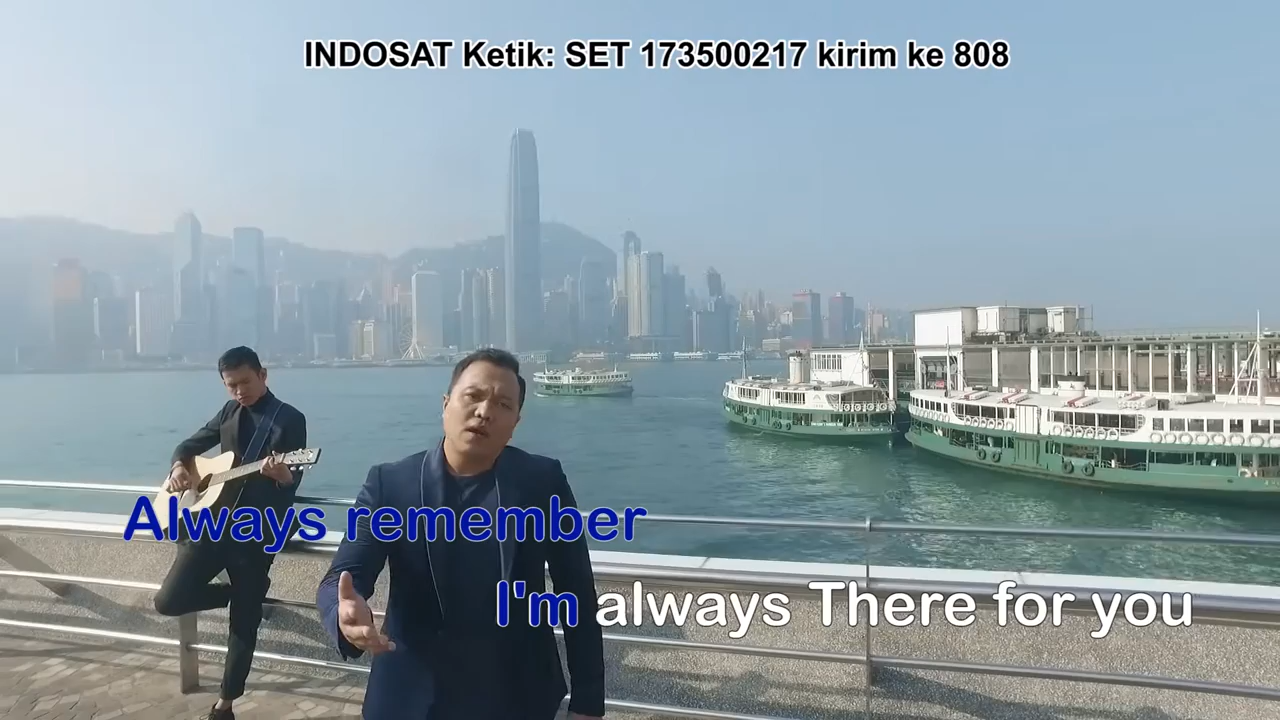 INDOSAT Ketik: SET 173500217 kirim ke 808
Always remember
I'm always There for you